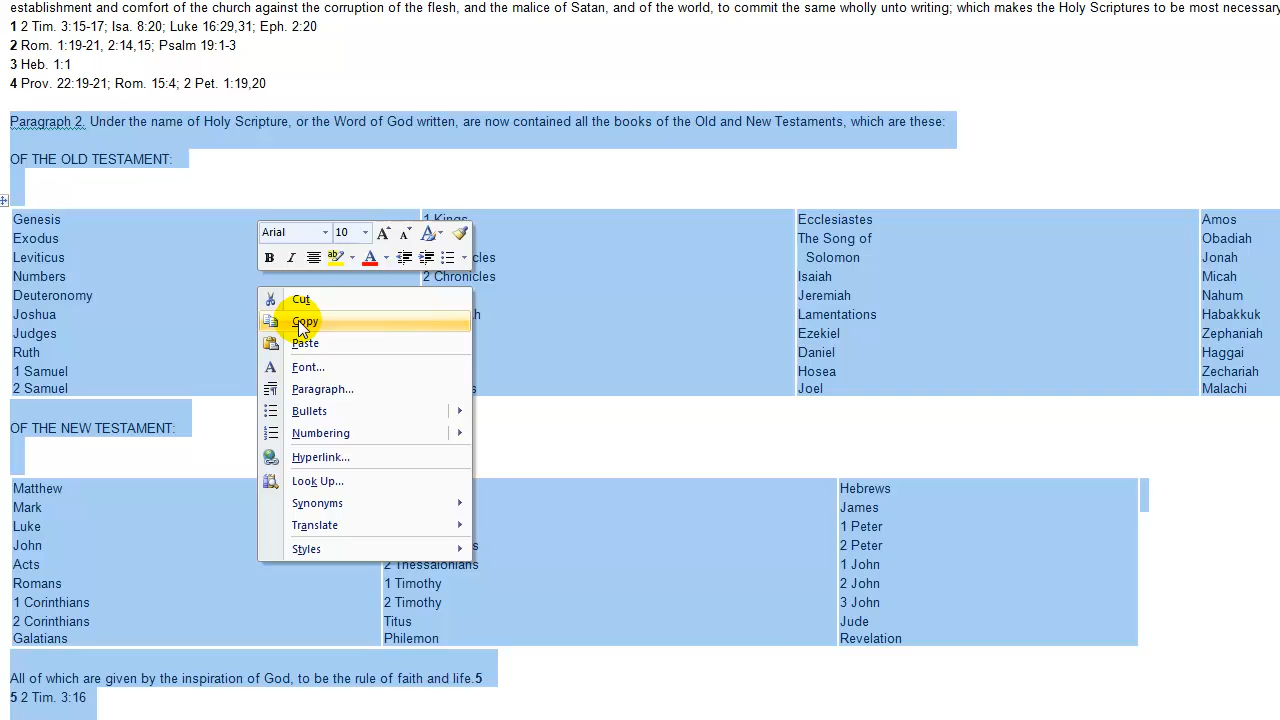 establishment and comfort of the church against the corruption of the flesh, and the malice of Satan, and of the world, to commit the same wholly unto writing; which makes the Holy Scriptures to be most necessary
1 2 Tim. 3:15-17; Isa. 8:20; Luke 16:29,31; Eph. 2:20
2 Rom. 1:19-21, 2:14,15; Psalm 19:1-3
3 Heb. 1:1
4 Prov. 22:19-21; Rom. 15:4; 2 Pet. 1:19,20
Paragraph 2. Under the name of Holy Scripture, or the Word of God written, are now contained all the books of the Old and New Testaments, which are these:
OF THE OLD TESTAMENT:
Genesis
Exodus
Leviticus
Numbers
Deuteronomy
Joshua
Judges
Ruth
1 Samuel
2 Samuel
Arial 10
Cut
Copy
Paste
Font...
Paragraph...
Bullets
Numbering
Hyperlink...
Look Up...
Synonyms
Translate
Styles
1 Kings
2 Chronicles
Ecclesiastes
The Song of
Solomon
Isaiah
Jeremiah
Lamentations
Ezekiel
Daniel
Hosea
Joel
Amos
Obadiah
Jonah
Micah
Nahum
Habakkuk
Zephaniah
Haggai
Zechariah
Malachi
OF THE NEW TESTAMENT:
Matthew
Mark
Luke
John
Acts
Romans
1 Corinthians
2 Corinthians
Galatians
2 Thessalonians
1 Timothy
2 Timothy
Titus
Philemon
Hebrews
James
1 Peter
2 Peter
1 John
2 John
3 John
Jude
Revelation
All of which are given by the inspiration of God, to be the rule of faith and life.5
5 2 Tim. 3:16